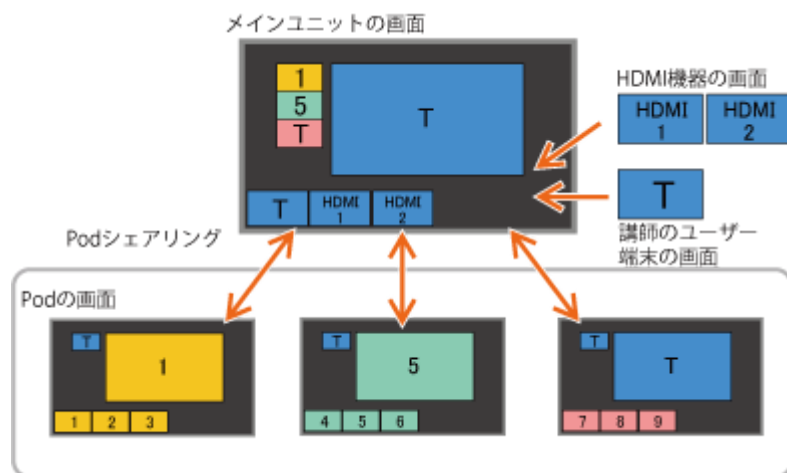 メインユニットの画面
1
5
T
T
T
HDMI
1
HDMI
2
HDMI機器の画面
HDMI
1
HDMI
2
T
講師のユーザー
端末の画面
Podシェアリング
Podの画面
T
1
1 2 3
T
5
4 5 6
T
T
7 8 9